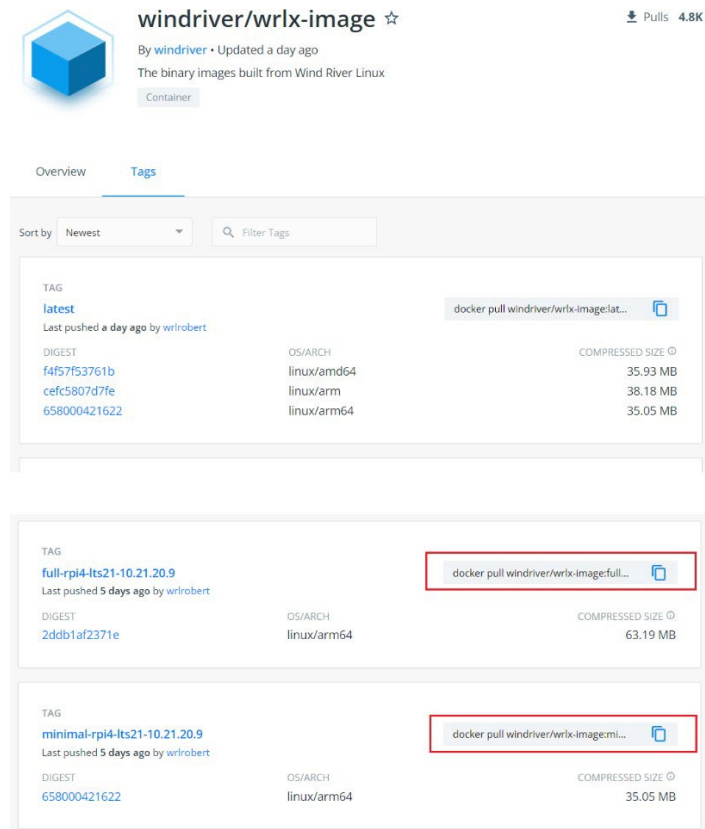 windriver/wrlx-image
Pulls 4.8K
By windriver • Updated a day ago
The binary images built from Wind River Linux
Container
Overview Tags
Sort by Newest Filter Tags
TAG
latest docker pull windriver/wrlx-image:lat...
Last pushed a day ago by wrlrobert
DIGEST OS/ARCH COMPRESSED SIZE
f4f57f53761b linux/amd64 35.93 MB
cefc5807d7fe linux/arm 38.18 MB
658000421622 linux/arm64 35.05 MB
TAG
full-rpi4-lts21-10.21.20.9 docker pull windriver/wrlx-image:full...
Last pushed 5 days ago by wrlrobert
DIGEST OS/ARCH COMPRESSED SIZE
2ddb1af2371e linux/arm64 63.19 MB
TAG
minimal-rpi4-lts21-10.21.20.9 docker pull windriver/wrlx-image:mi...
Last pushed 5 days ago by wrlrobert
DIGEST OS/ARCH COMPRESSED SIZE
658000421622 linux/arm64 35.05 MB